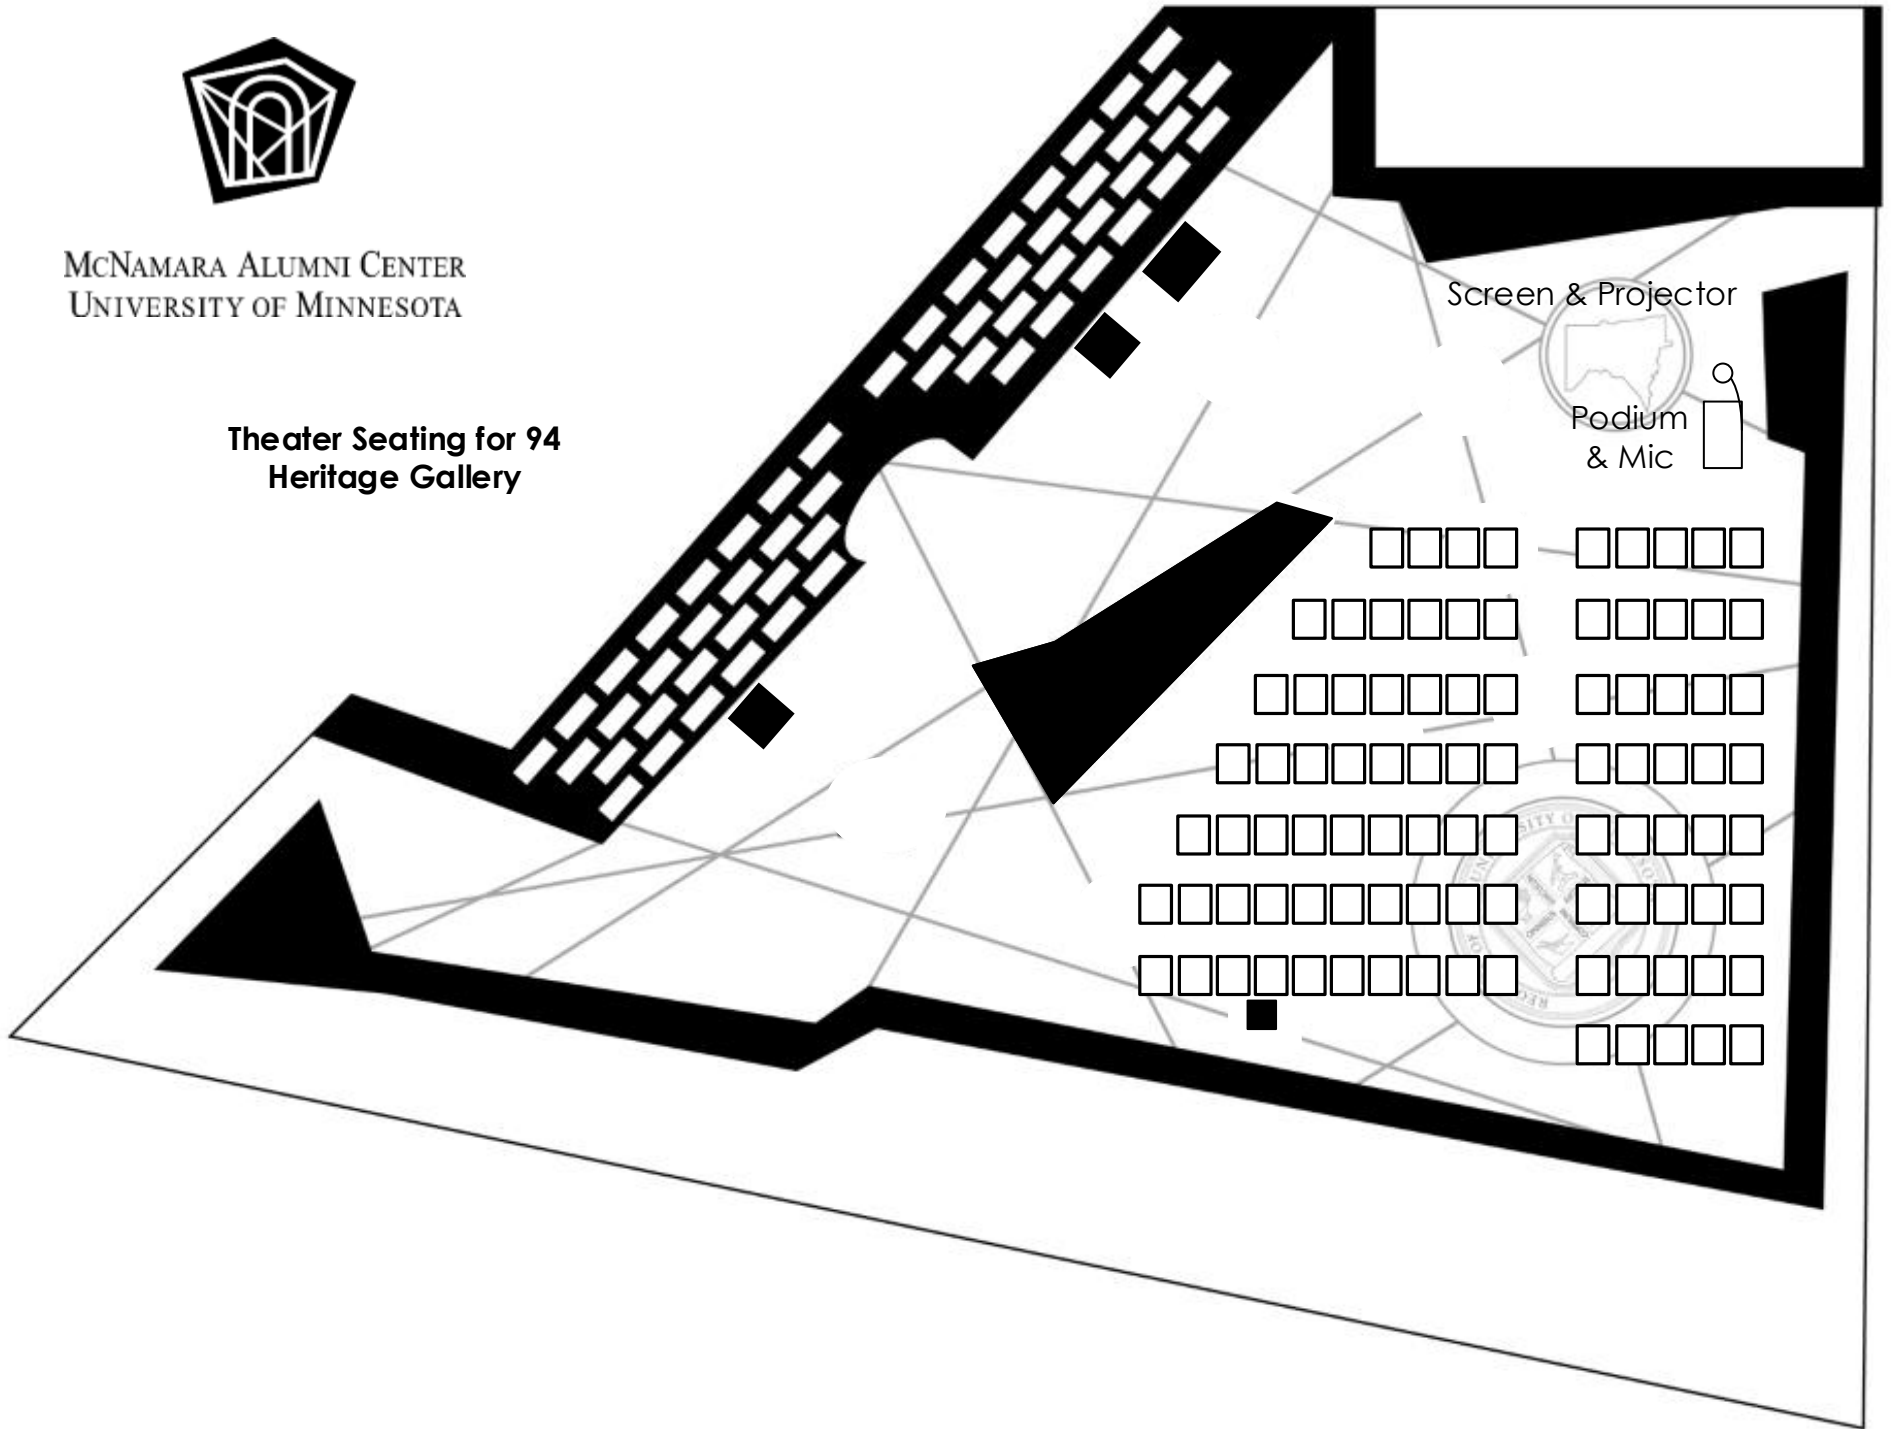 McNamara Alumni Center
University of Minnesota
Theater Seating for 94
Heritage Gallery
Screen & Projector
Podium
& Mic